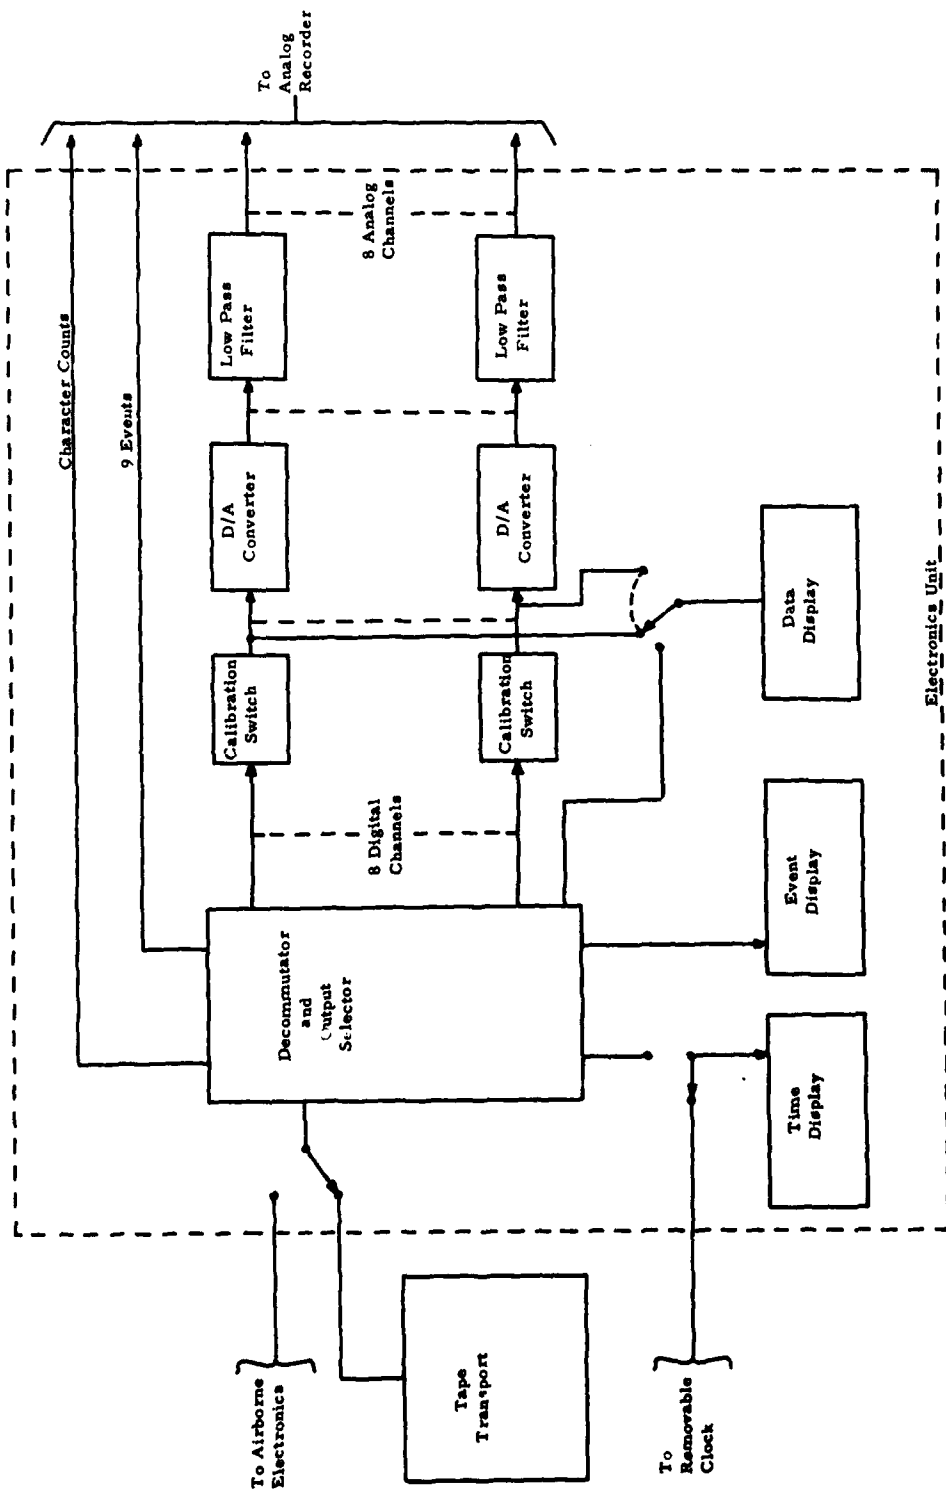 To Airborne
Electronics
Tape
Transport
To
Removable
Clock
Decommutator
and
Output
Selector
Character Counts
9 Events
8 Digital
Channels
Calibration
Switch
Calibration
Switch
D/A
Converter
D/A
Converter
Low Pass
Filter
Low Pass
Filter
8 Analog
Channels
To
Analog
Recorder
Time
Display
Event
Display
Data
Display
Electronics Unit